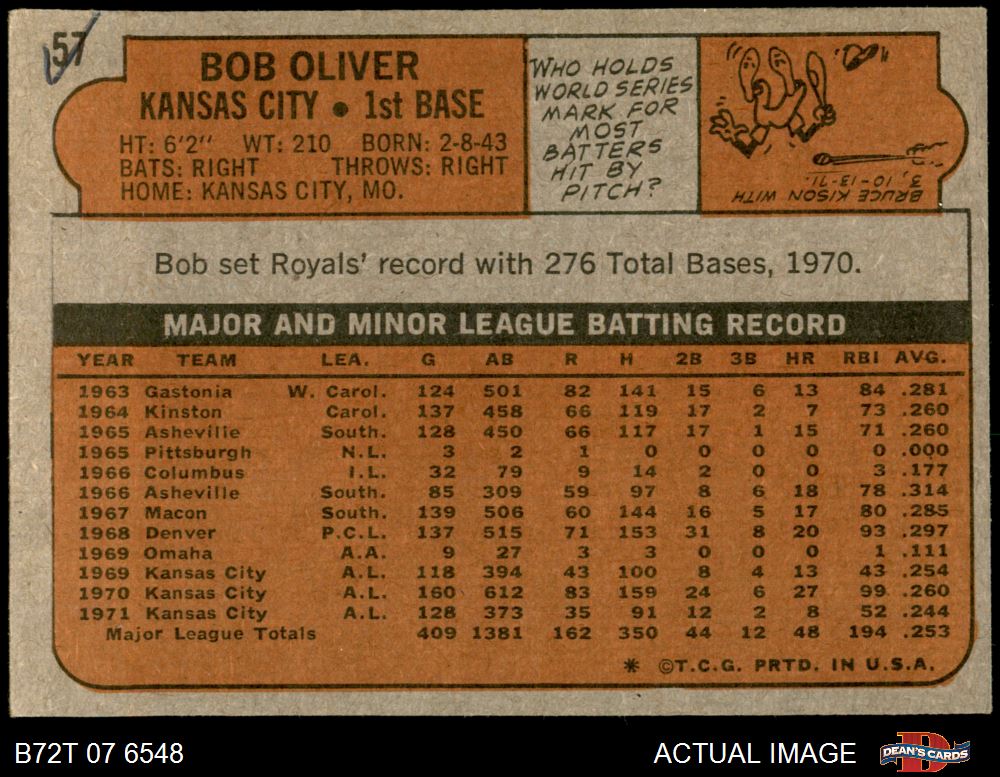 57
BOB OLIVER
KANSAS CITY • 1st BASE
HT: 6'2" WT: 210 BORN: 2-8-43
BATS: RIGHT THROWS: RIGHT
HOME: KANSAS CITY, MO.
WHO HOLDS
WORLD SERIES
MARK FOR
MOST
BATTERS
HIT BY
PITCH?
BRUCE KISON WITH
3, 10-13-71.
Bob set Royals' record with 276 Total Bases, 1970.
MAJOR AND MINOR LEAGUE BATTING RECORD
YEAR TEAM LEA. G AB R H 2B 3B HR RBI AVG.
1963 Gastonia W. Carol. 124 501 82 141 15 6 13 84 .281
1964 Kinston Carol. 137 458 66 119 17 2 7 73 .260
1965 Asheville South. 128 450 66 117 17 1 15 71 .260
1965 Pittsburgh N.L. 3 2 1 0 0 0 0 0 .000
1966 Columbus I.L. 32 79 9 14 2 0 0 3 .177
1966 Asheville South. 85 309 59 97 8 6 18 78 .314
1967 Macon South. 139 506 60 144 16 5 17 80 .285
1968 Denver P.C.L. 137 515 71 153 31 8 20 93 .297
1969 Omaha A.A. 9 27 3 3 0 0 0 1 .111
1969 Kansas City A.L. 118 394 43 100 8 4 13 43 .254
1970 Kansas City A.L. 160 612 83 159 24 6 27 99 .260
1971 Kansas City A.L. 128 373 35 91 12 2 8 52 .244
Major League Totals 409 1381 162 350 44 12 48 194 .253
* ©T.C.G. PRTD. IN U.S.A.
B72T 07 6548 ACTUAL IMAGE DEAN'S CARDS